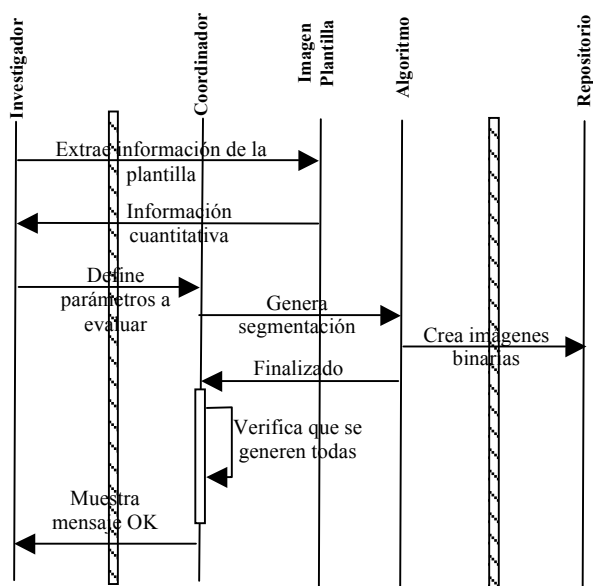 Investigador
Coordinador
Imagen
Plantilla
Algoritmo
Repositorio
Extrae información de la
plantilla
Información
cuantitativa
Define
parámetros a
evaluar
Genera
segmentación
Crea imágenes
binarias
Finalizado
Verifica que se
generen todas
Muestra
mensaje OK